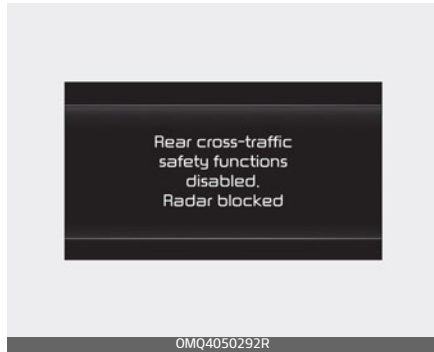 Rear cross-traffic
safety functions
disabled.
Radar blocked
OMQ4050292R